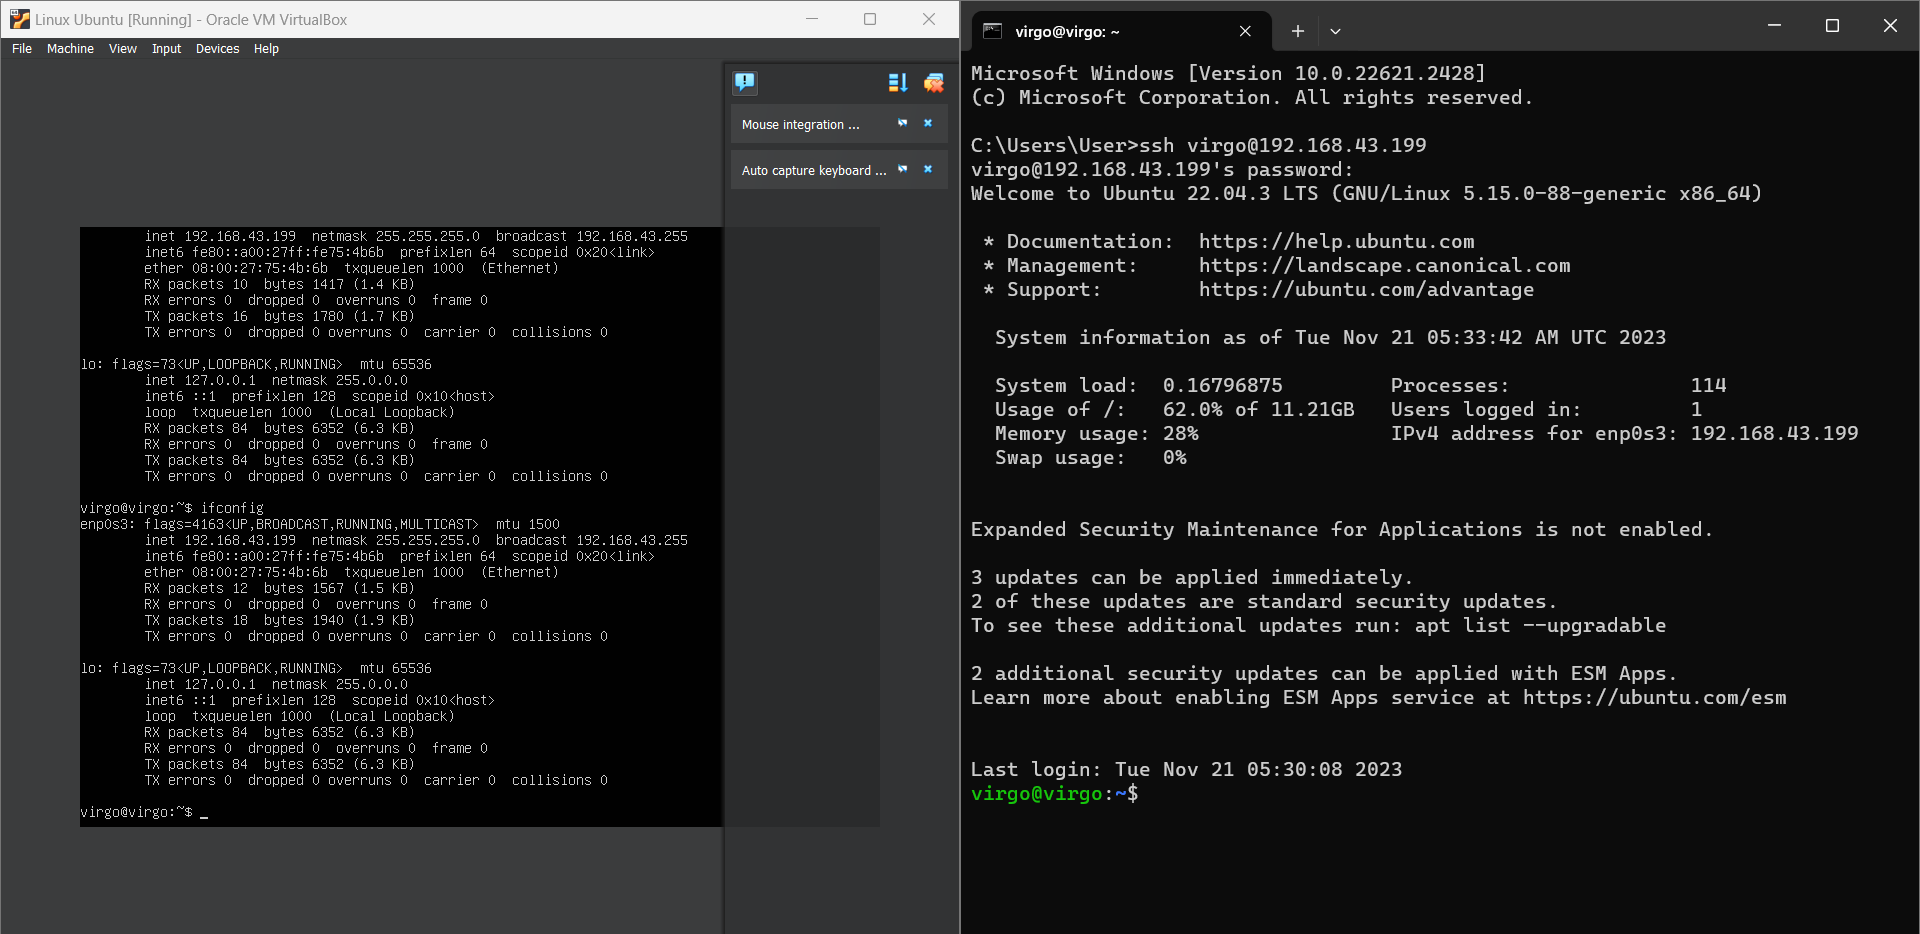 Linux Ubuntu [Running] - Oracle VM VirtualBox
File Machine View Input Devices Help
Mouse integration ...
Auto capture keyboard ...
inet 192.168.43.199 netmask 255.255.255.0 broadcast 192.168.43.255
inet6 fe80::a00:27ff:fe75:4b6b prefixlen 64 scopeid 0x20<link>
ether 08:00:27:75:4b:6b txqueuelen 1000 (Ethernet)
RX packets 10 bytes 1417 (1.4 KB)
RX errors 0 dropped 0 overruns 0 frame 0
TX packets 16 bytes 1780 (1.7 KB)
TX errors 0 dropped 0 overruns 0 carrier 0 collisions 0
lo: flags=73<UP,LOOPBACK,RUNNING> mtu 65536
inet 127.0.0.1 netmask 255.0.0.0
inet6 ::1 prefixlen 128 scopeid 0x10<host>
loop txqueuelen 1000 (Local Loopback)
RX packets 84 bytes 6352 (6.3 KB)
RX errors 0 dropped 0 overruns 0 frame 0
TX packets 84 bytes 6352 (6.3 KB)
TX errors 0 dropped 0 overruns 0 carrier 0 collisions 0
virgo@virgo:~$ ifconfig
enp0s3: flags=4163<UP,BROADCAST,RUNNING,MULTICAST> mtu 1500
inet 192.168.43.199 netmask 255.255.255.0 broadcast 192.168.43.255
inet6 fe80::a00:27ff:fe75:4b6b prefixlen 64 scopeid 0x20<link>
ether 08:00:27:75:4b:6b txqueuelen 1000 (Ethernet)
RX packets 12 bytes 1567 (1.5 KB)
RX errors 0 dropped 0 overruns 0 frame 0
TX packets 18 bytes 1940 (1.9 KB)
TX errors 0 dropped 0 overruns 0 carrier 0 collisions 0
lo: flags=73<UP,LOOPBACK,RUNNING> mtu 65536
inet 127.0.0.1 netmask 255.0.0.0
inet6 ::1 prefixlen 128 scopeid 0x10<host>
loop txqueuelen 1000 (Local Loopback)
RX packets 84 bytes 6352 (6.3 KB)
RX errors 0 dropped 0 overruns 0 frame 0
TX packets 84 bytes 6352 (6.3 KB)
TX errors 0 dropped 0 overruns 0 carrier 0 collisions 0
virgo@virgo:~$ _
virgo@virgo: ~
Microsoft Windows [Version 10.0.22621.2428]
(c) Microsoft Corporation. All rights reserved.
C:\Users\User>ssh virgo@192.168.43.199
virgo@192.168.43.199's password:
Welcome to Ubuntu 22.04.3 LTS (GNU/Linux 5.15.0-88-generic x86_64)
* Documentation: https://help.ubuntu.com
* Management: https://landscape.canonical.com
* Support: https://ubuntu.com/advantage
System information as of Tue Nov 21 05:33:42 AM UTC 2023
System load: 0.16796875 Processes: 114
Usage of /: 62.0% of 11.21GB Users logged in: 1
Memory usage: 28% IPv4 address for enp0s3: 192.168.43.199
Swap usage: 0%
Expanded Security Maintenance for Applications is not enabled.
3 updates can be applied immediately.
2 of these updates are standard security updates.
To see these additional updates run: apt list --upgradable
2 additional security updates can be applied with ESM Apps.
Learn more about enabling ESM Apps service at https://ubuntu.com/esm
Last login: Tue Nov 21 05:30:08 2023
virgo@virgo:~$